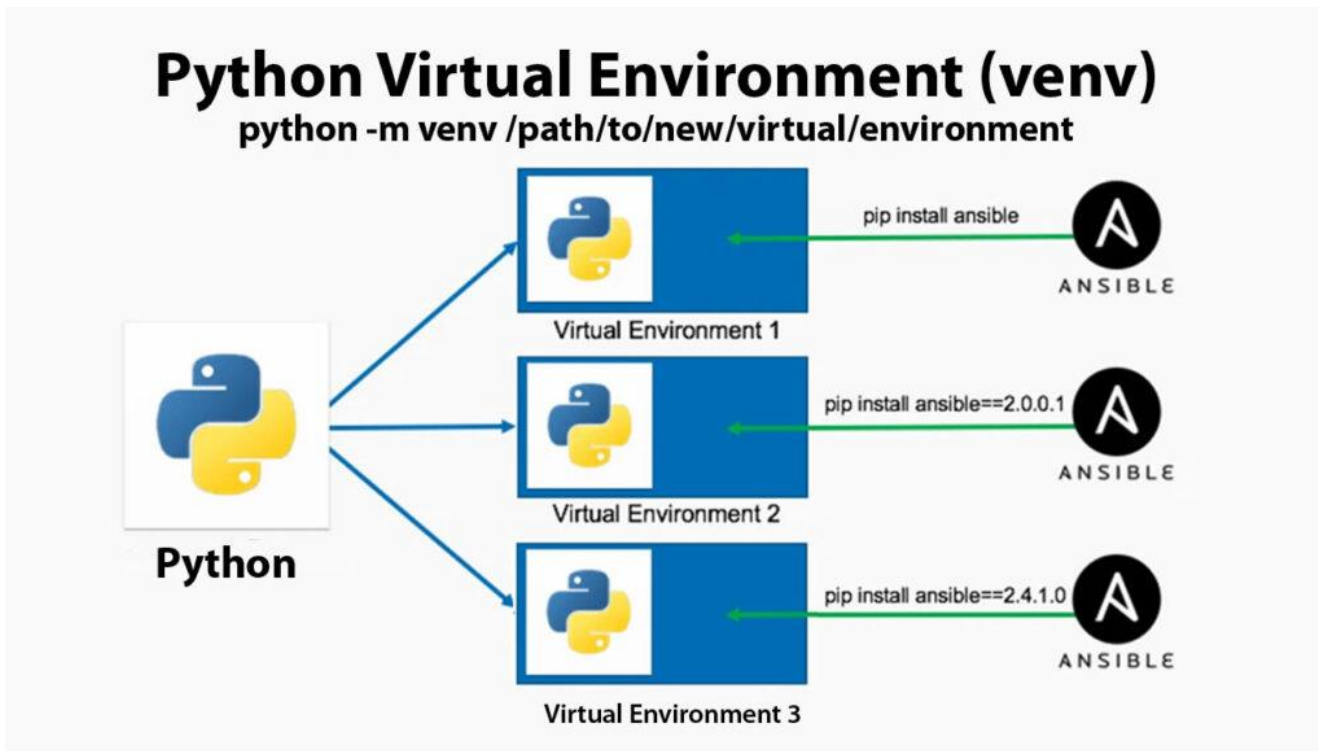 Python Virtual Environment (venv)
python -m venv /path/to/new/virtual/environment
pip install ansible
ANSIBLE
Virtual Environment 1
pip install ansible==2.0.0.1
ANSIBLE
Virtual Environment 2
Python
pip install ansible==2.4.1.0
ANSIBLE
Virtual Environment 3